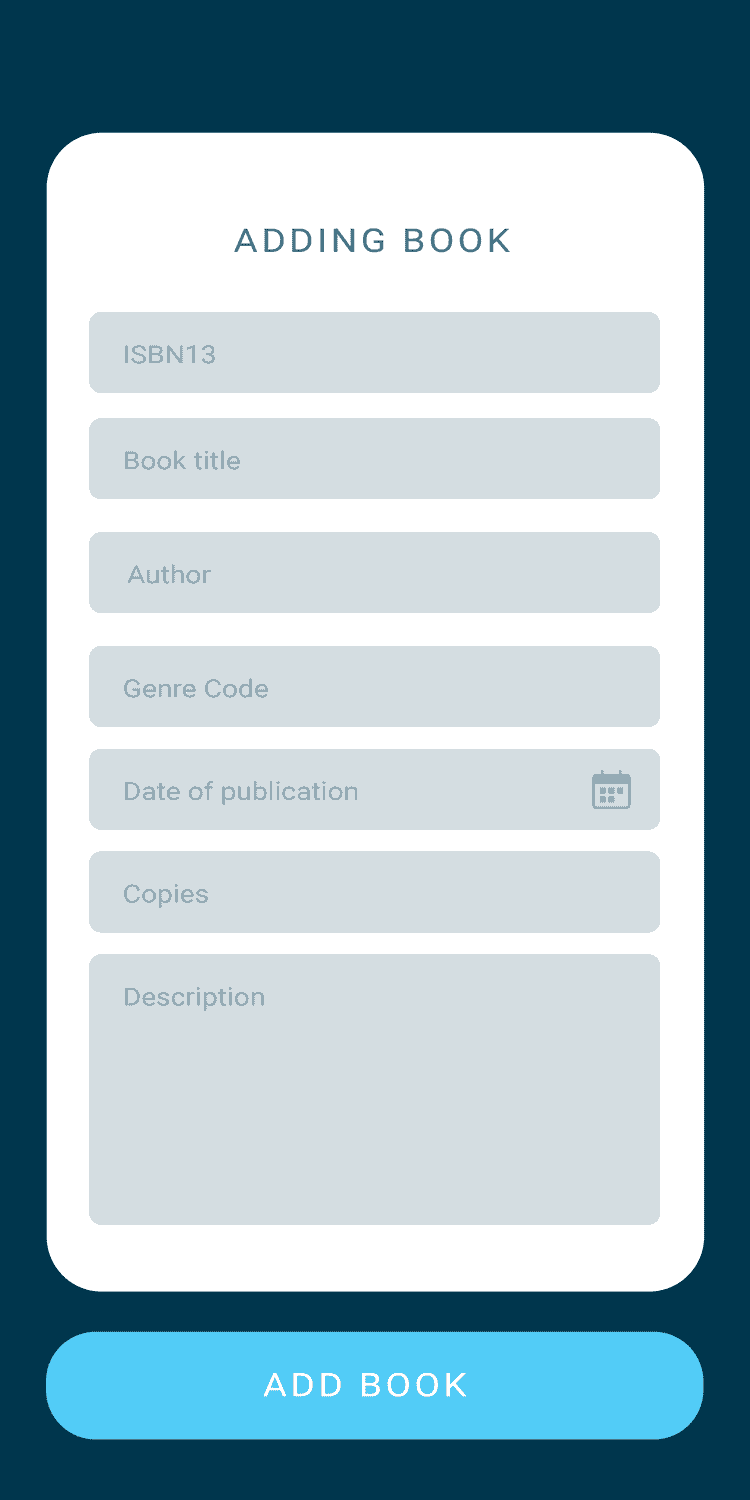 ADDING BOOK
ISBN13
Book title
Author
Genre Code
Date of publication
Copies
Description
ADD BOOK